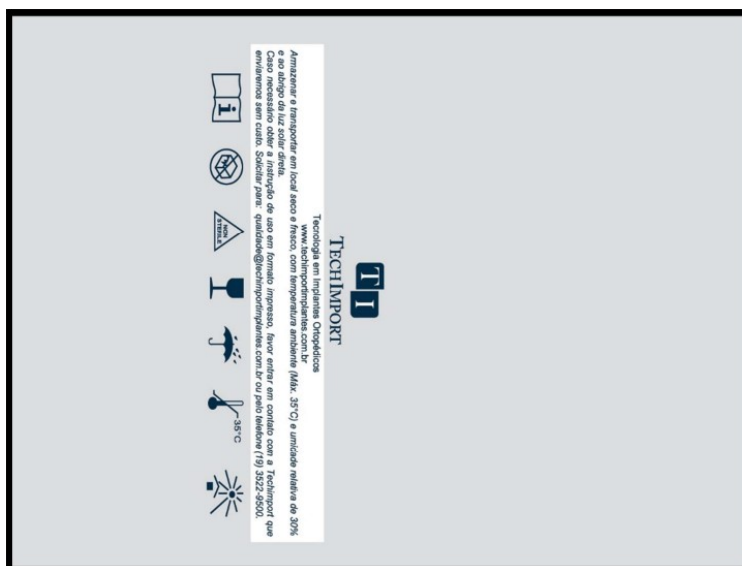 TI
TECHIMPORT
Tecnologia em Implantes Ortopédicos
www.techimportimplantes.com.br
Armazenar e transportar em local seco e fresco, com temperatura ambiente (Máx. 35°C) e umidade relativa de 30%
e ao abrigo da luz solar direta.
Caso necessário obter a instrução de uso em formato impresso, favor entrar em contato com a Techimport que
enviaremos sem custo. Solicitar para: qualidade@techimportimplantes.com.br ou pelo telefone (19) 3522-9500.
i
NON
STERILE
35°C